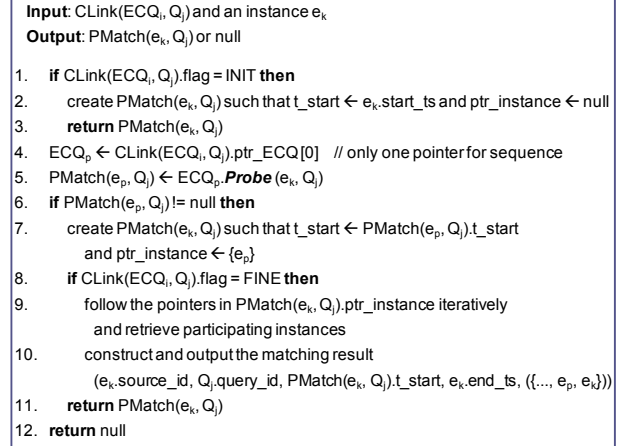 Input: CLink(ECQi, Qj) and an instance ek
Output: PMatch(ek, Qj) or null
1. if CLink(ECQi, Qj).flag = INIT then
2. create PMatch(ek, Qj) such that t_start ← ek.start_ts and ptr_instance ← null
3. return PMatch(ek, Qj)
4. ECQp ← CLink(ECQi, Qj).ptr_ECQ[0] // only one pointer for sequence
5. PMatch(ep, Qj) ← ECQp.Probe (ek, Qj)
6. if PMatch(ep, Qj) != null then
7. create PMatch(ek, Qj) such that t_start ← PMatch(ep, Qj).t_start
and ptr_instance ← {ep}
8. if CLink(ECQi, Qj).flag = FINE then
9. follow the pointers in PMatch(ek, Qj).ptr_instance iteratively
and retrieve participating instances
10. construct and output the matching result
(ek.source_id, Qj.query_id, PMatch(ek, Qj).t_start, ek.end_ts, ({..., ep, ek}))
11. return PMatch(ek, Qj)
12. return null